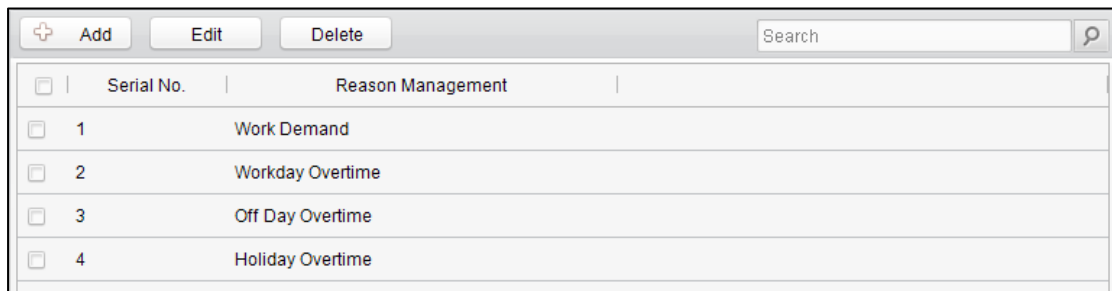 Add Edit Delete Search
Serial No. Reason Management
1 Work Demand
2 Workday Overtime
3 Off Day Overtime
4 Holiday Overtime